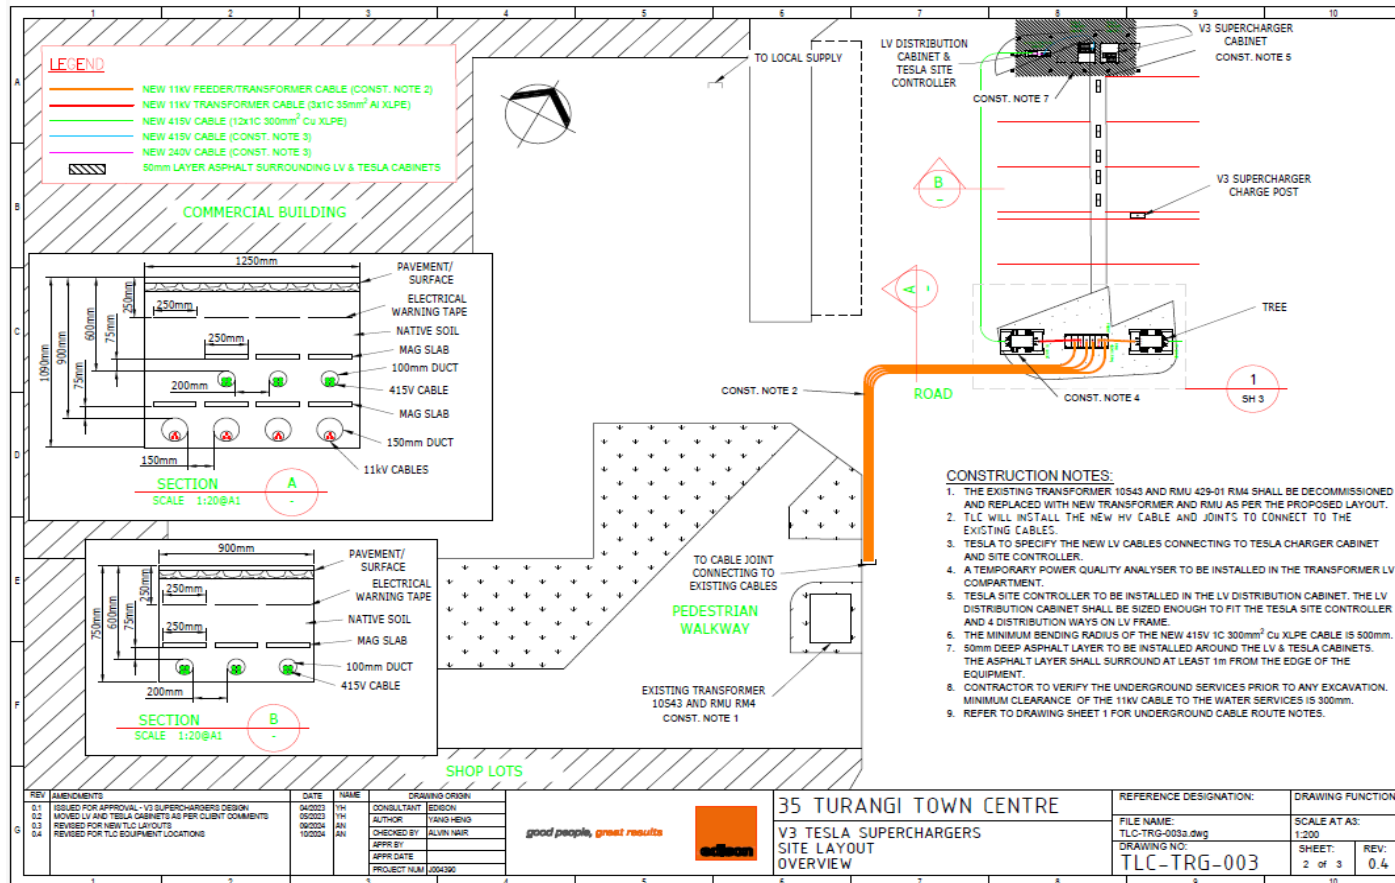 LEGEND
NEW 11kV FEEDER/TRANSFORMER CABLE (CONST. NOTE 2)
NEW 11kV TRANSFORMER CABLE (3x1C 35mm² Al XLPE)
NEW 415V CABLE (12x1C 300mm² Cu XLPE)
NEW 415V CABLE (CONST. NOTE 3)
NEW 240V CABLE (CONST. NOTE 3)
50mm LAYER ASPHALT SURROUNDING LV & TESLA CABINETS
COMMERCIAL BUILDING
TO LOCAL SUPPLY
LV DISTRIBUTION
CABINET &
TESLA SITE
CONTROLLER
CONST. NOTE 7
V3 SUPERCHARGER
CABINET
CONST. NOTE 5
V3 SUPERCHARGER
CHARGE POST
B
-
A
-
TREE
CONST. NOTE 2
ROAD
CONST. NOTE 4
1
SH 3
1250mm
PAVEMENT/
SURFACE
ELECTRICAL
WARNING TAPE
NATIVE SOIL
MAG SLAB
100mm DUCT
415V CABLE
MAG SLAB
150mm DUCT
11kV CABLES
1090mm
900mm
600mm
75mm
75mm
250mm
250mm
250mm
200mm
150mm
SECTION
SCALE 1:20@A1
A
-
900mm
PAVEMENT/
SURFACE
ELECTRICAL
WARNING TAPE
NATIVE SOIL
MAG SLAB
100mm DUCT
415V CABLE
750mm
600mm
75mm
250mm
250mm
250mm
200mm
SECTION
SCALE 1:20@A1
B
-
TO CABLE JOINT
CONNECTING TO
EXISTING CABLES
PEDESTRIAN
WALKWAY
EXISTING TRANSFORMER
10S43 AND RMU RM4
CONST. NOTE 1
SHOP LOTS
CONSTRUCTION NOTES:
1. THE EXISTING TRANSFORMER 10S43 AND RMU 429-01 RM4 SHALL BE DECOMMISSIONED
AND REPLACED WITH NEW TRANSFORMER AND RMU AS PER THE PROPOSED LAYOUT.
2. TLC WILL INSTALL THE NEW HV CABLE AND JOINTS TO CONNECT TO THE
EXISTING CABLES.
3. TESLA TO SPECIFY THE NEW LV CABLES CONNECTING TO TESLA CHARGER CABINET
AND SITE CONTROLLER.
4. A TEMPORARY POWER QUALITY ANALYSER TO BE INSTALLED IN THE TRANSFORMER LV
COMPARTMENT.
5. TESLA SITE CONTROLLER TO BE INSTALLED IN THE LV DISTRIBUTION CABINET. THE LV
DISTRIBUTION CABINET SHALL BE SIZED ENOUGH TO FIT THE TESLA SITE CONTROLLER
AND 4 DISTRIBUTION WAYS ON LV FRAME.
6. THE MINIMUM BENDING RADIUS OF THE NEW 415V 1C 300mm² Cu XLPE CABLE IS 500mm.
7. 50mm DEEP ASPHALT LAYER TO BE INSTALLED AROUND THE LV & TESLA CABINETS.
THE ASPHALT LAYER SHALL SURROUND AT LEAST 1m FROM THE EDGE OF THE
EQUIPMENT.
8. CONTRACTOR TO VERIFY THE UNDERGROUND SERVICES PRIOR TO ANY EXCAVATION.
MINIMUM CLEARANCE OF THE 11kV CABLE TO THE WATER SERVICES IS 300mm.
9. REFER TO DRAWING SHEET 1 FOR UNDERGROUND CABLE ROUTE NOTES.
REV AMENDMENTS DATE NAME
0.1 ISSUED FOR APPROVAL - V3 SUPERCHARGERS DESIGN 04/2023 YH
0.2 MOVED LV AND TESLA CABINETS AS PER CLIENT COMMENTS 05/2023 YH
0.3 REVISED FOR NEW TLC LAYOUTS 09/2024 AN
0.4 REVISED FOR TLC EQUIPMENT LOCATIONS 10/2024 AN
DRAWING ORIGIN
CONSULTANT EDISON
AUTHOR YANG HENG
CHECKED BY ALVIN NAIR
APPR BY
APPR DATE
PROJECT NUM J004390
good people, great results
edison
35 TURANGI TOWN CENTRE
V3 TESLA SUPERCHARGERS
SITE LAYOUT
OVERVIEW
REFERENCE DESIGNATION:
DRAWING FUNCTION
FILE NAME:
TLC-TRG-003a.dwg
SCALE AT A3:
1:200
DRAWING NO:
TLC-TRG-003
SHEET:
2 of 3
REV:
0.4